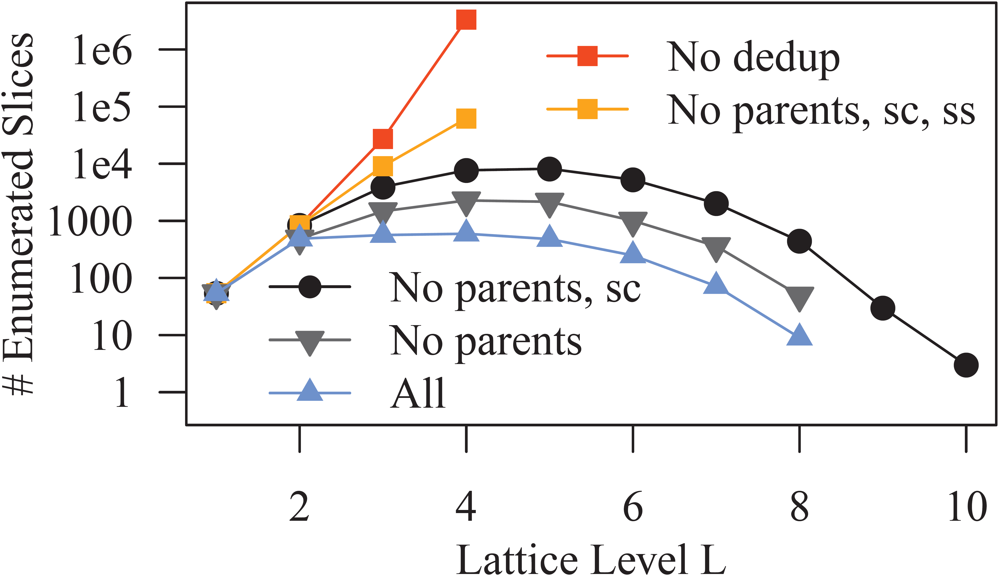 # Enumerated Slices
1e6
1e5
1e4
1000
100
10
1
No dedup
No parents, sc, ss
No parents, sc
No parents
All
2 4 6 8 10
Lattice Level L